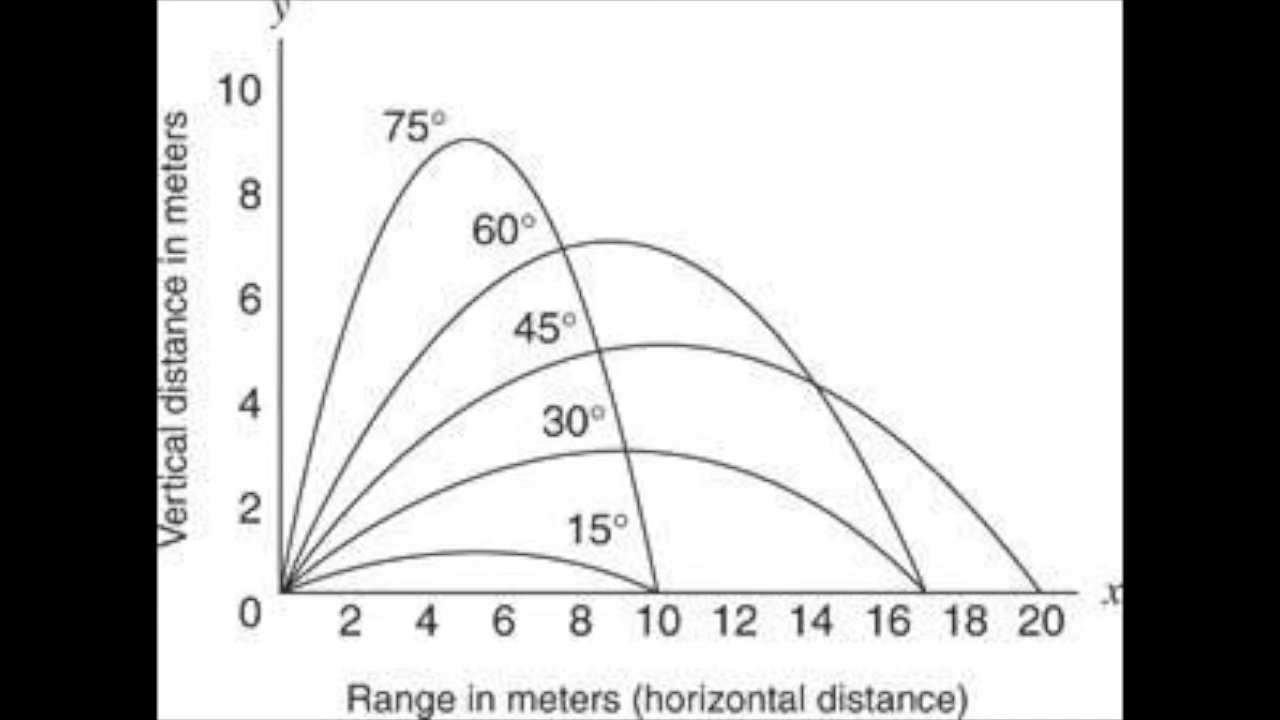 y
10
75°
8
60°
6
45°
4
30°
2
15°
0
2 4 6 8 10 12 14 16 18 20
x
Vertical distance in meters
Range in meters (horizontal distance)